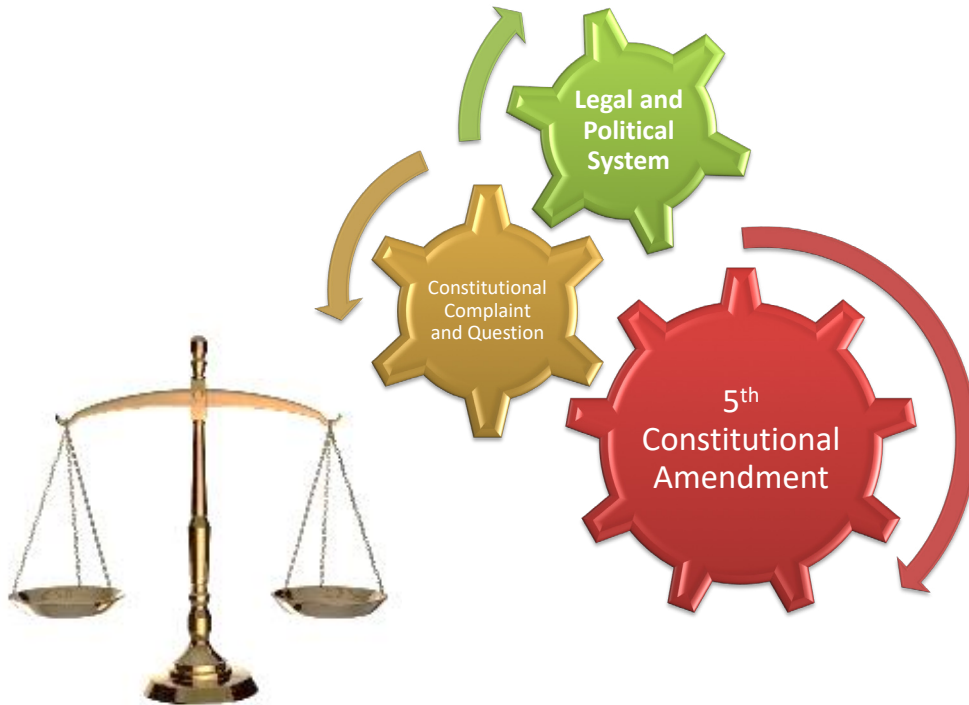 Legal and
Political
System
Constitutional
Complaint
and Question
5th
Constitutional
Amendment